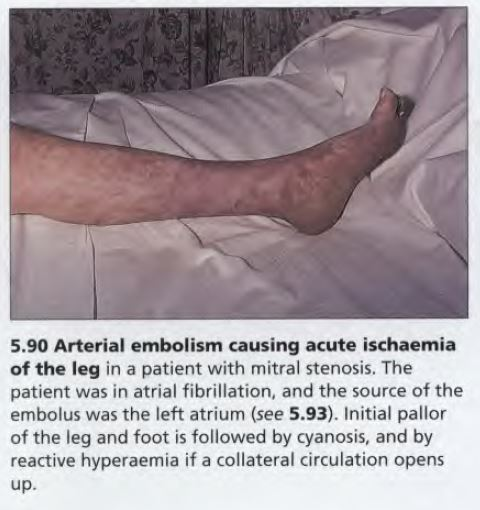 5.90 Arterial embolism causing acute ischaemia
of the leg in a patient with mitral stenosis. The
patient was in atrial fibrillation, and the source of the
embolus was the left atrium (see 5.93). Initial pallor
of the leg and foot is followed by cyanosis, and by
reactive hyperaemia if a collateral circulation opens
up.